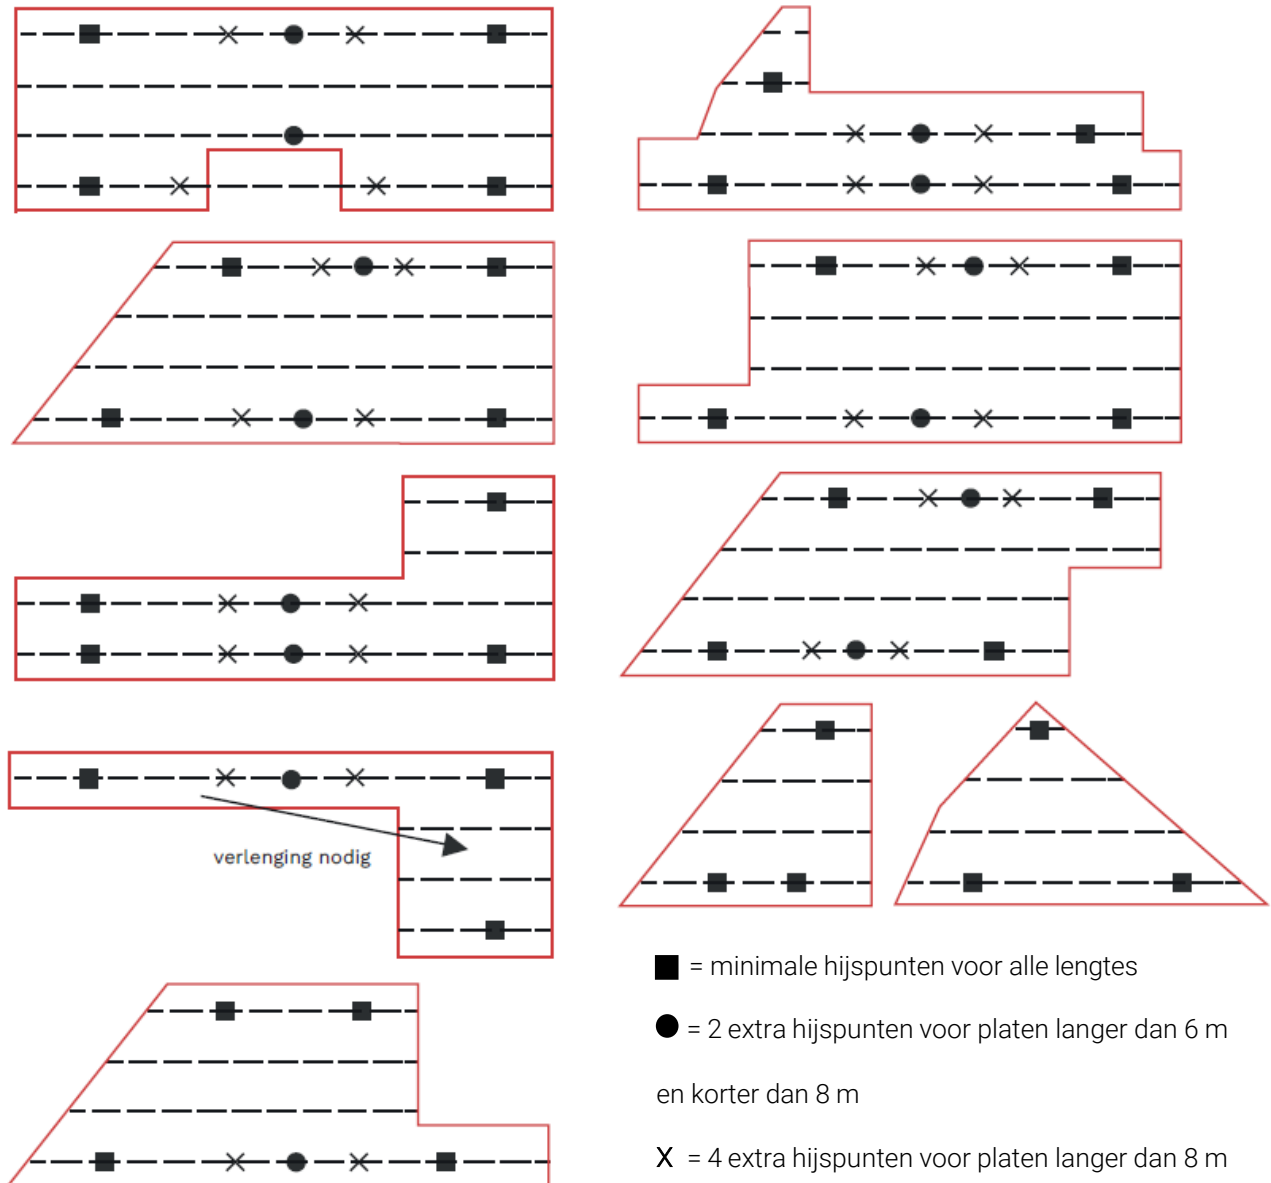 verlenging nodig
■ = minimale hijspunten voor alle lengtes
● = 2 extra hijspunten voor platen langer dan 6 m
en korter dan 8 m
X = 4 extra hijspunten voor platen langer dan 8 m